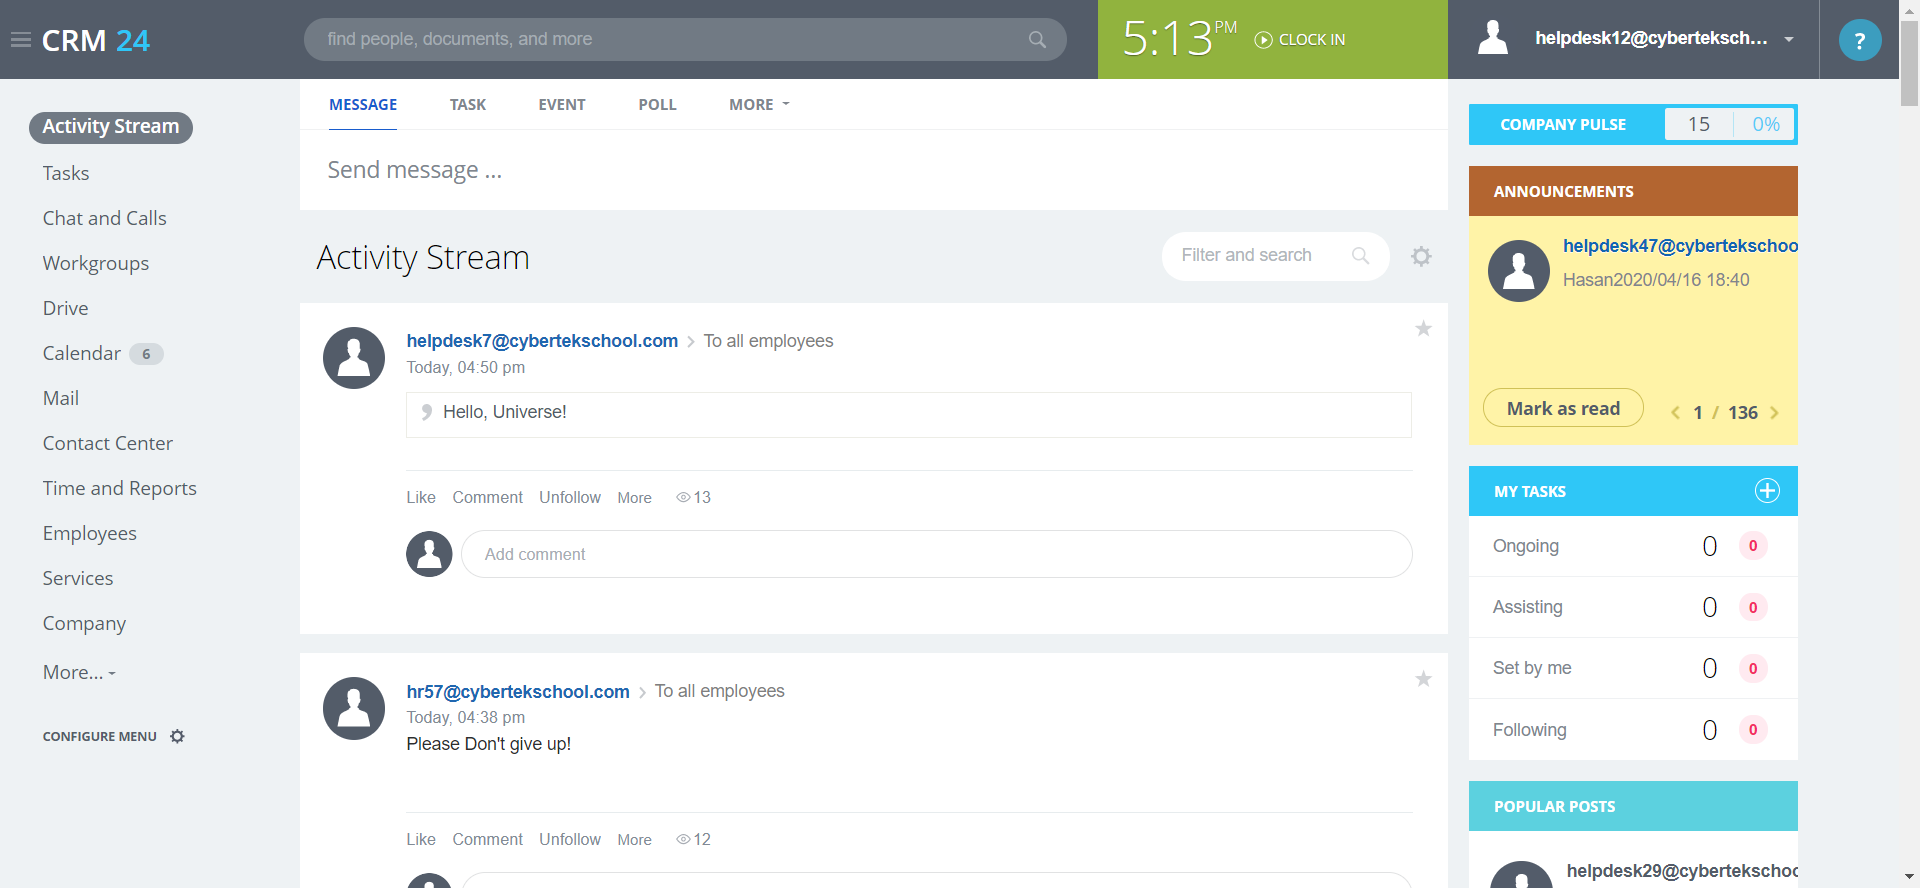 CRM 24
find people, documents, and more
5:13 PM
CLOCK IN
helpdesk12@cyberteksch...
?
Activity Stream
Tasks
Chat and Calls
Workgroups
Drive
Calendar 6
Mail
Contact Center
Time and Reports
Employees
Services
Company
More...
CONFIGURE MENU
MESSAGE TASK EVENT POLL MORE
Send message ...
Activity Stream
Filter and search
helpdesk7@cybertekschool.com To all employees
Today, 04:50 pm
Hello, Universe!
Like Comment Unfollow More 13
Add comment
hr57@cybertekschool.com To all employees
Today, 04:38 pm
Please Don't give up!
Like Comment Unfollow More 12
COMPANY PULSE 15 0%
ANNOUNCEMENTS
helpdesk47@cybertekschoo
Hasan2020/04/16 18:40
Mark as read 1 / 136
MY TASKS
Ongoing 0 0
Assisting 0 0
Set by me 0 0
Following 0 0
POPULAR POSTS
helpdesk29@cybertekschoo